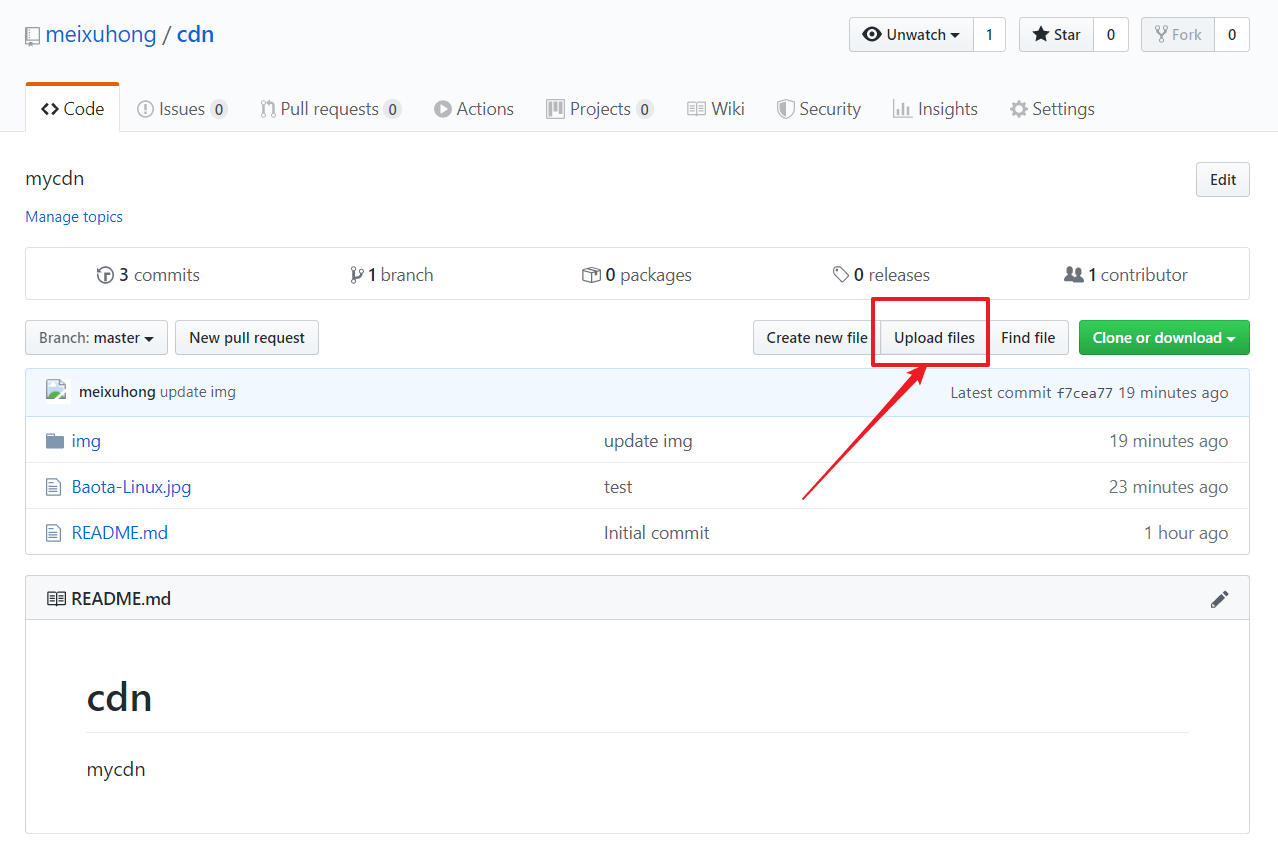 meixuhong / cdn
Unwatch 1 Star 0 Fork 0
Code Issues 0 Pull requests 0 Actions Projects 0 Wiki Security Insights Settings
mycdn Edit
Manage topics
3 commits 1 branch 0 packages 0 releases 1 contributor
Branch: master New pull request Create new file Upload files Find file Clone or download
meixuhong update img Latest commit f7cea77 19 minutes ago
img update img 19 minutes ago
Baota-Linux.jpg test 23 minutes ago
README.md Initial commit 1 hour ago
README.md
cdn
mycdn